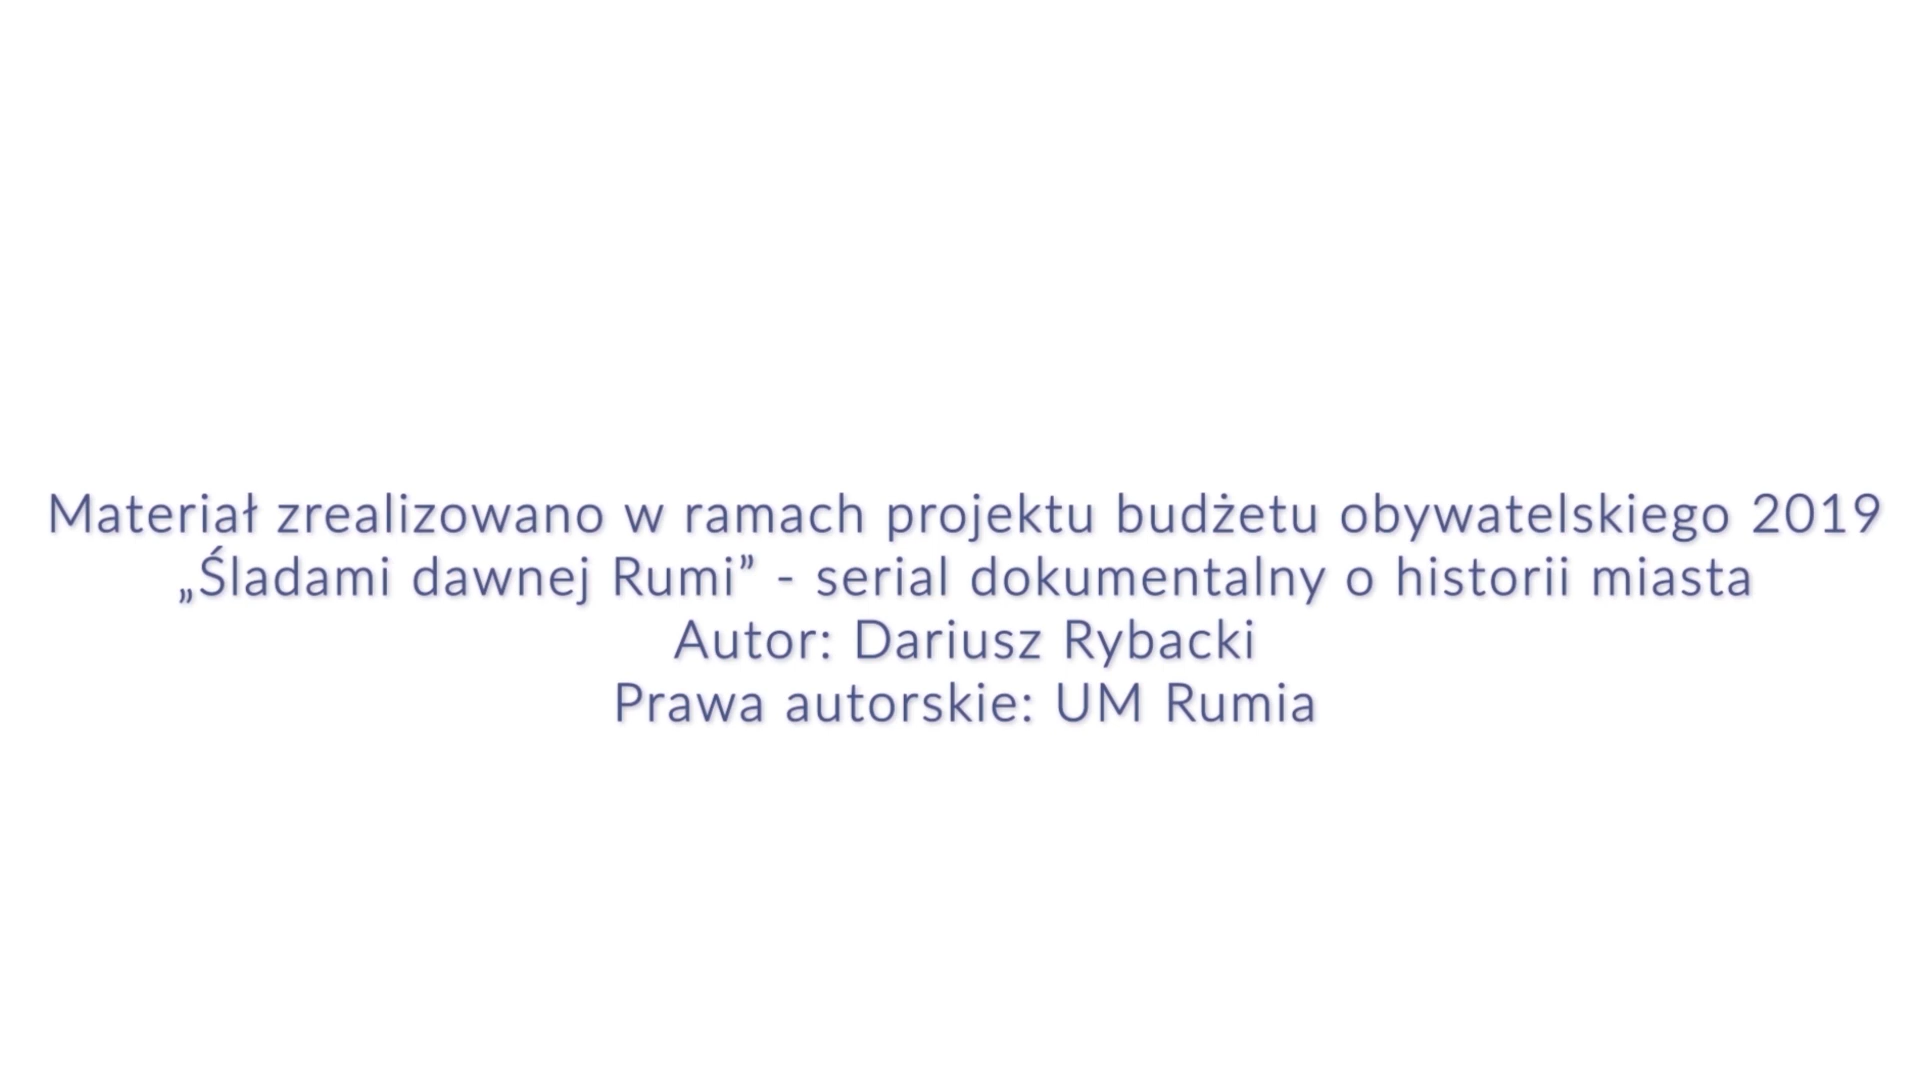 Materiał zrealizowano w ramach projektu budżetu obywatelskiego 2019
„Śladami dawnej Rumi” - serial dokumentalny o historii miasta
Autor: Dariusz Rybacki
Prawa autorskie: UM Rumia